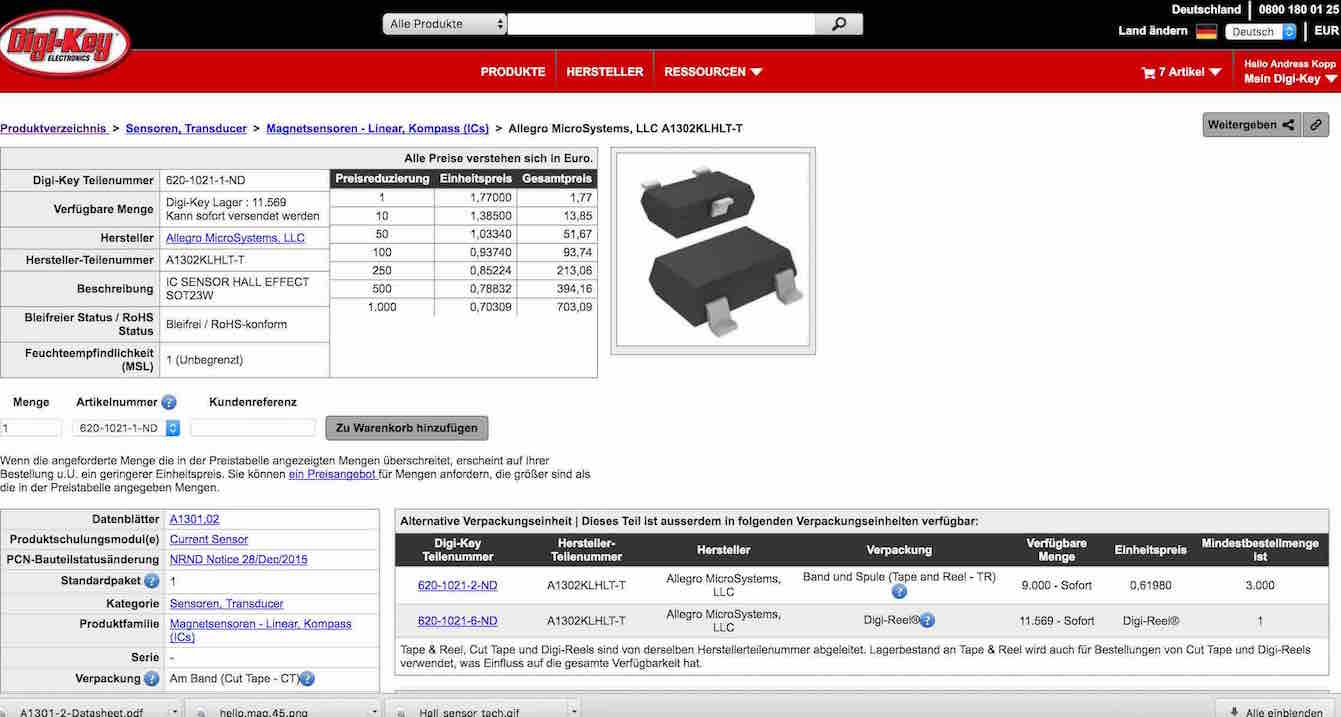 Deutschland 0800 180 01 25
Alle Produkte
Land ändern Deutsch EUR
Digi-Key
ELECTRONICS
PRODUKTE HERSTELLER RESSOURCEN 7 Artikel
Hallo Andreas Kopp
Mein Digi-Key
Produktverzeichnis > Sensoren, Transducer > Magnetsensoren - Linear, Kompass (ICs) > Allegro MicroSystems, LLC A1302KLHLT-T
Weitergeben
Alle Preise verstehen sich in Euro.
Digi-Key Teilenummer 620-1021-1-ND
Verfügbare Menge Digi-Key Lager : 11.569
Kann sofort versendet werden
Hersteller Allegro MicroSystems, LLC
Hersteller-Teilenummer A1302KLHLT-T
Beschreibung IC SENSOR HALL EFFECT
SOT23W
Bleifreier Status / RoHS
Status Bleifrei / RoHS-konform
Feuchteempfindlichkeit
(MSL) 1 (Unbegrenzt)
Preisreduzierung Einheitspreis Gesamtpreis
1 1,77000 1,77
10 1,38500 13,85
50 1,03340 51,67
100 0,93740 93,74
250 0,85224 213,06
500 0,78832 394,16
1.000 0,70309 703,09
Menge Artikelnummer ? Kundenreferenz
1 620-1021-1-ND Zu Warenkorb hinzufügen
Wenn die angeforderte Menge die in der Preistabelle angezeigten Mengen überschreitet, erscheint auf Ihrer
Bestellung u.U. ein geringerer Einheitspreis. Sie können ein Preisangebot für Mengen anfordern, die größer sind als
die in der Preistabelle angegeben Mengen.
Datenblätter A1301,02
Produktschulungsmodul(e) Current Sensor
PCN-Bauteilstatusänderung NRND Notice 28/Dec/2015
Standardpaket ? 1
Kategorie Sensoren, Transducer
Produktfamilie Magnetsensoren - Linear, Kompass
(ICs)
Serie -
Verpackung ? Am Band (Cut Tape - CT) ?
Alternative Verpackungseinheit | Dieses Teil ist ausserdem in folgenden Verpackungseinheiten verfügbar:
Digi-Key
Teilenummer Hersteller-
Teilenummer Hersteller Verpackung Verfügbare
Menge Einheitspreis Mindestbestellmenge
ist
620-1021-2-ND A1302KLHLT-T Allegro MicroSystems,
LLC Band und Spule (Tape and Reel - TR)
? 9.000 - Sofort 0,61980 3.000
620-1021-6-ND A1302KLHLT-T Allegro MicroSystems,
LLC Digi-Reel® ? 11.569 - Sofort Digi-Reel® 1
Tape & Reel, Cut Tape und Digi-Reels sind von derselben Herstellerteilenummer abgeleitet. Lagerbestand an Tape & Reel wird auch für Bestellungen von Cut Tape und Digi-Reels
verwendet, was Einfluss auf die gesamte Verfügbarkeit hat.
A1301-2-Datasheet.pdf hello.mag.45.png Hall_sensor_tach.gif Alle einblenden